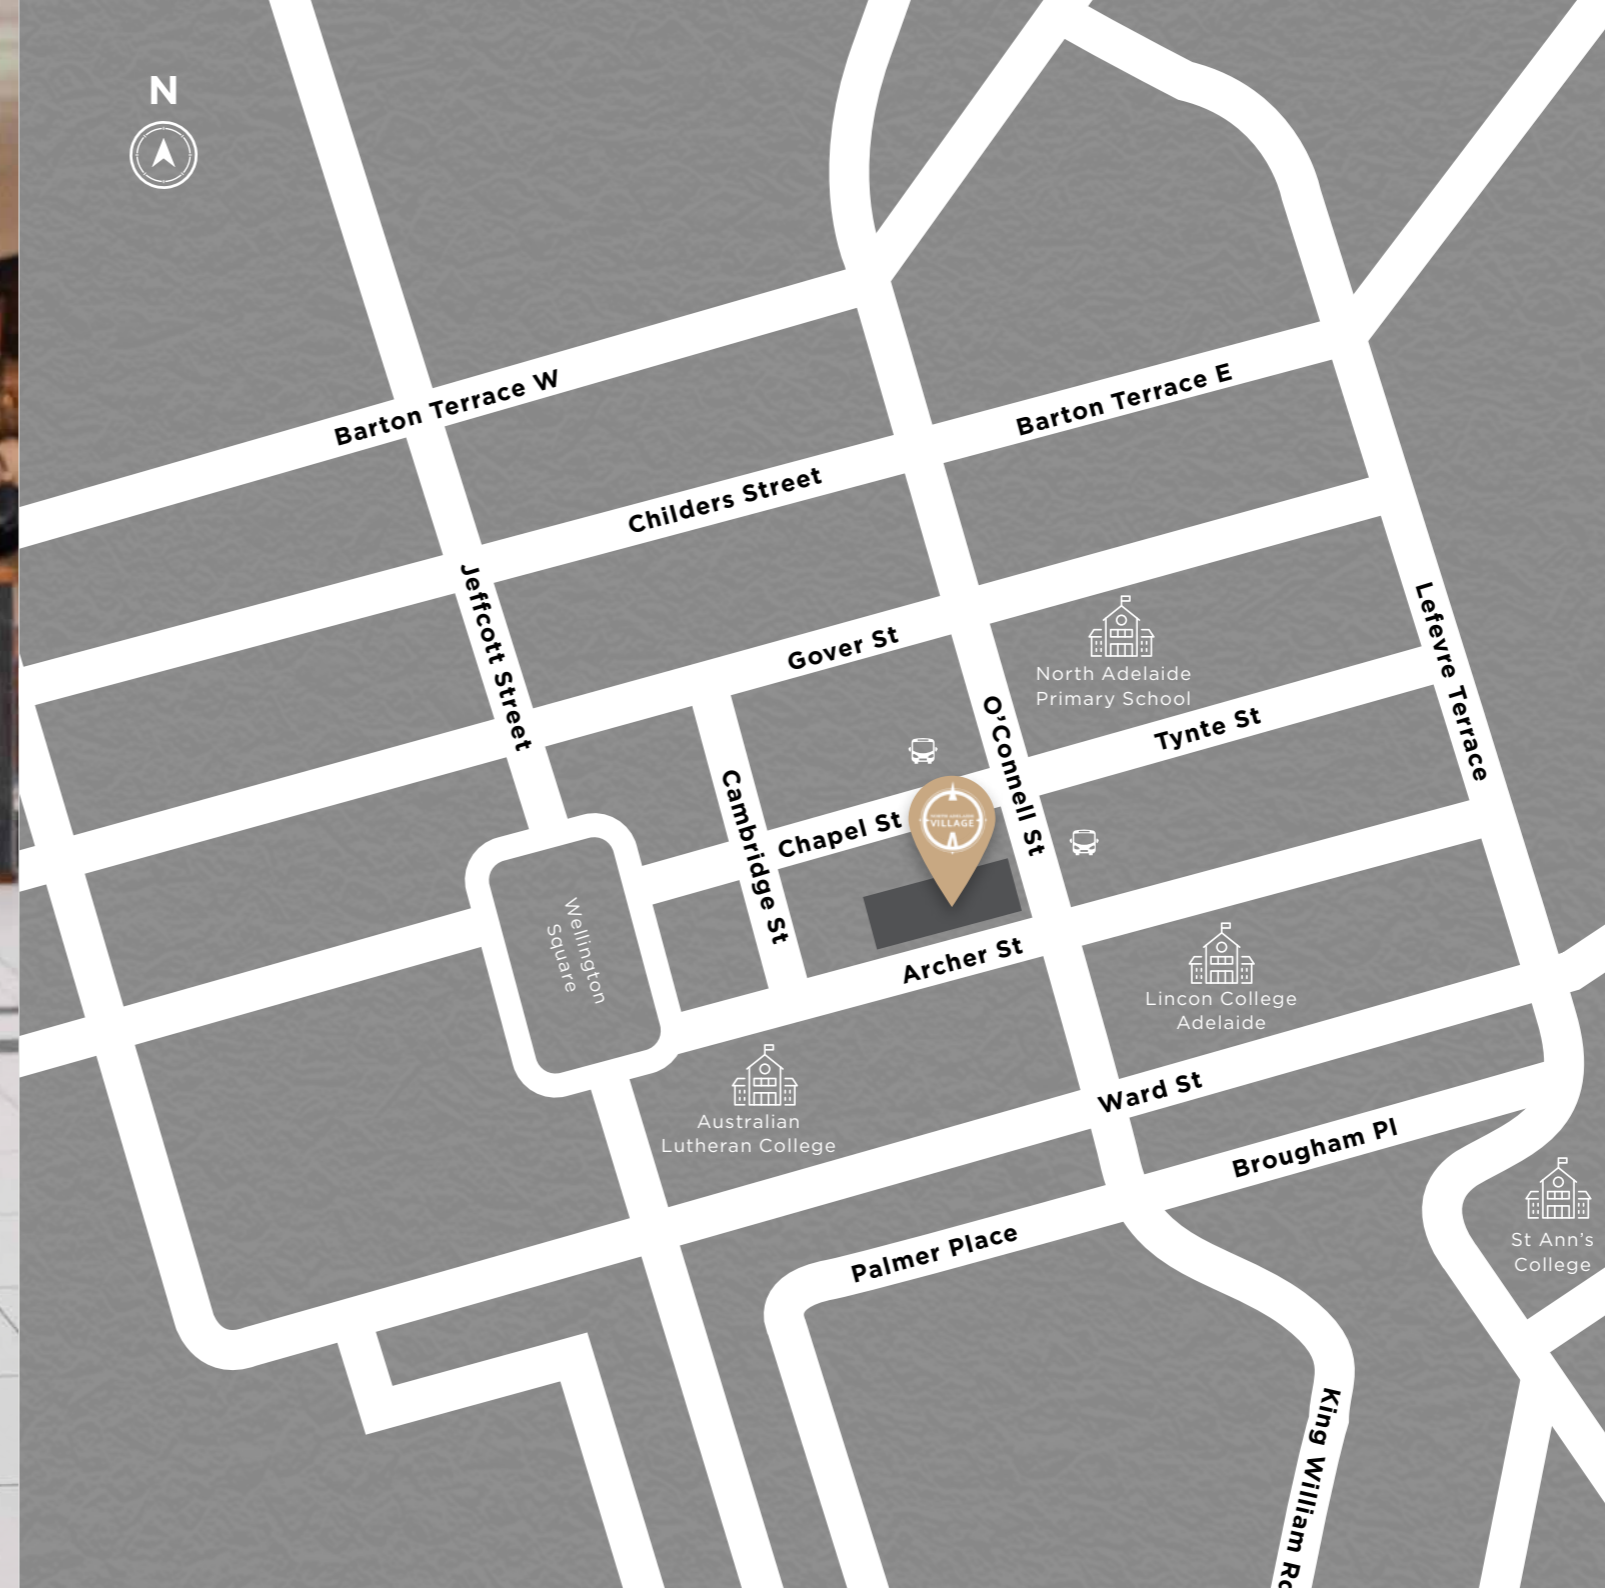 N
Barton Terrace W
Barton Terrace E
Childers Street
Jeffcott Street
Gover St
Lefevre Terrace
North Adelaide
Primary School
O'Connell St
Tynte St
Cambridge St
Chapel St
NORTH ADELAIDE
VILLAGE
Wellington
Square
Archer St
Lincon College
Adelaide
Australian
Lutheran College
Ward St
Brougham Pl
Palmer Place
St Ann's
College
King William